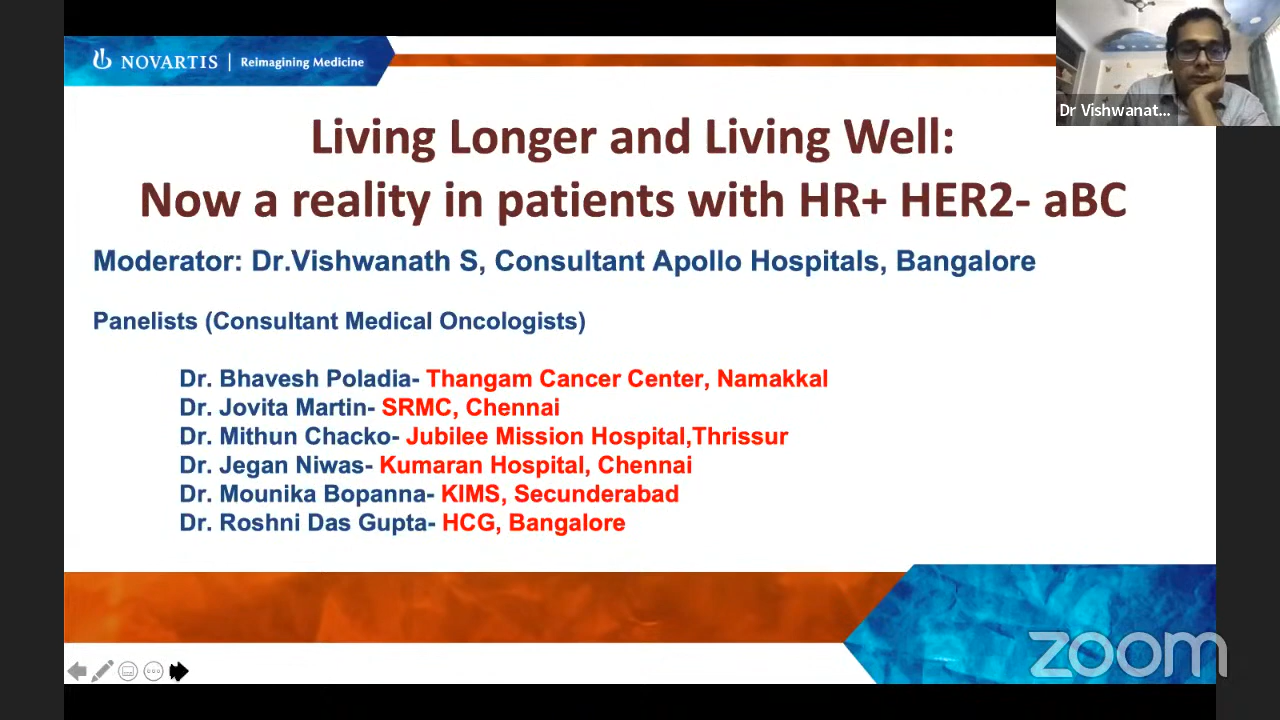 NOVARTIS | Reimagining Medicine
Dr Vishwanat...
Living Longer and Living Well:
Now a reality in patients with HR+ HER2- aBC
Moderator: Dr.Vishwanath S, Consultant Apollo Hospitals, Bangalore
Panelists (Consultant Medical Oncologists)
Dr. Bhavesh Poladia- Thangam Cancer Center, Namakkal
Dr. Jovita Martin- SRMC, Chennai
Dr. Mithun Chacko- Jubilee Mission Hospital,Thrissur
Dr. Jegan Niwas- Kumaran Hospital, Chennai
Dr. Mounika Bopanna- KIMS, Secunderabad
Dr. Roshni Das Gupta- HCG, Bangalore
zoom